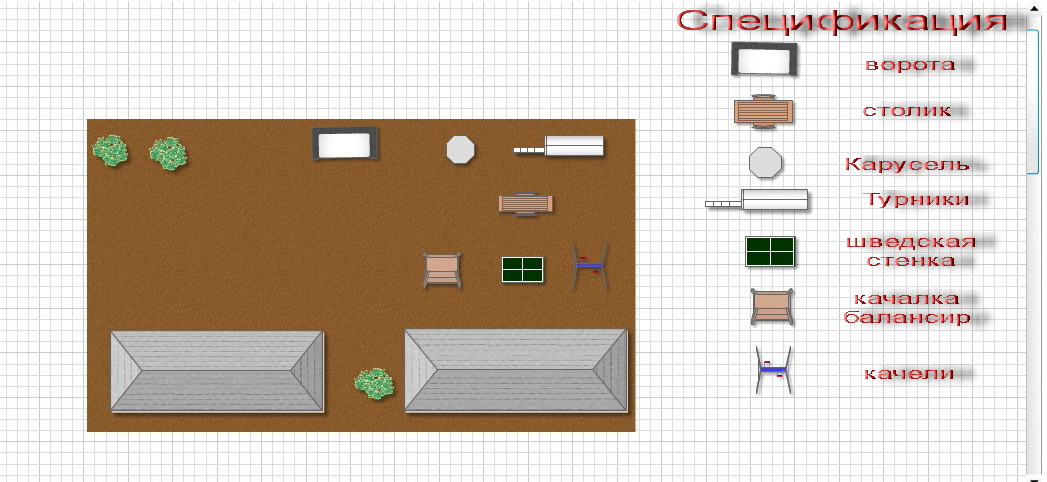 Спецификация
ворота
столик
Карусель
Турники
шведская
стенка
качалка
балансир
качели